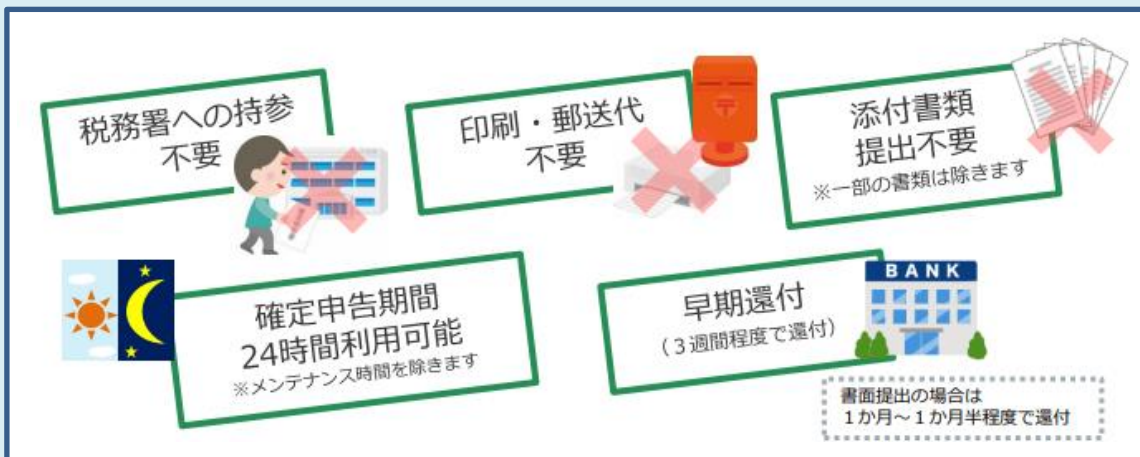 税務署への持参
不要
印刷・郵送代
不要
〒
添付書類
提出不要
※一部の書類は除きます
確定申告期間
24時間利用可能
※メンテナンス時間を除きます
早期還付
（３週間程度で還付）
BANK
書面提出の場合は
１か月～１か月半程度で還付